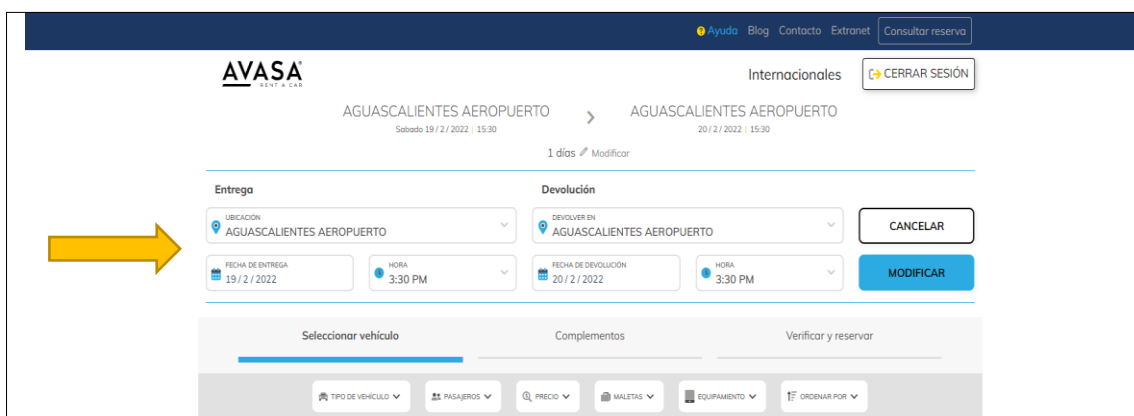 Ayuda Blog Contacto Extranet Consultar reserva
AVASA
RENT A CAR
Internacionales
CERRAR SESIÓN
AGUASCALIENTES AEROPUERTO > AGUASCALIENTES AEROPUERTO
Sabado 19 / 2 / 2022 | 15:30
20 / 2 / 2022 | 15:30
1 días Modificar
Entrega
Devolución
UBICACIÓN
AGUASCALIENTES AEROPUERTO
DEVOLVER EN
AGUASCALIENTES AEROPUERTO
CANCELAR
FECHA DE ENTREGA
19 / 2 / 2022
HORA
3:30 PM
FECHA DE DEVOLUCIÓN
20 / 2 / 2022
HORA
3:30 PM
MODIFICAR
Seleccionar vehículo
Complementos
Verificar y reservar
TIPO DE VEHÍCULO
PASAJEROS
PRECIO
MALETAS
EQUIPAMIENTO
ORDENAR POR